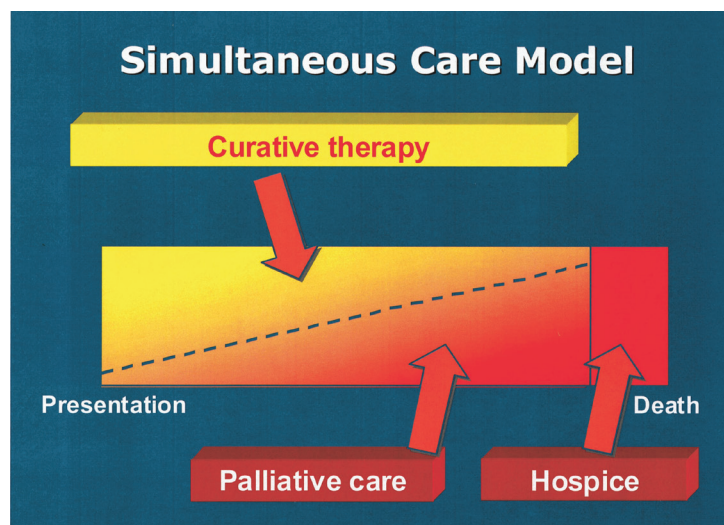 Simultaneous Care Model
Curative therapy
Presentation
Death
Palliative care
Hospice